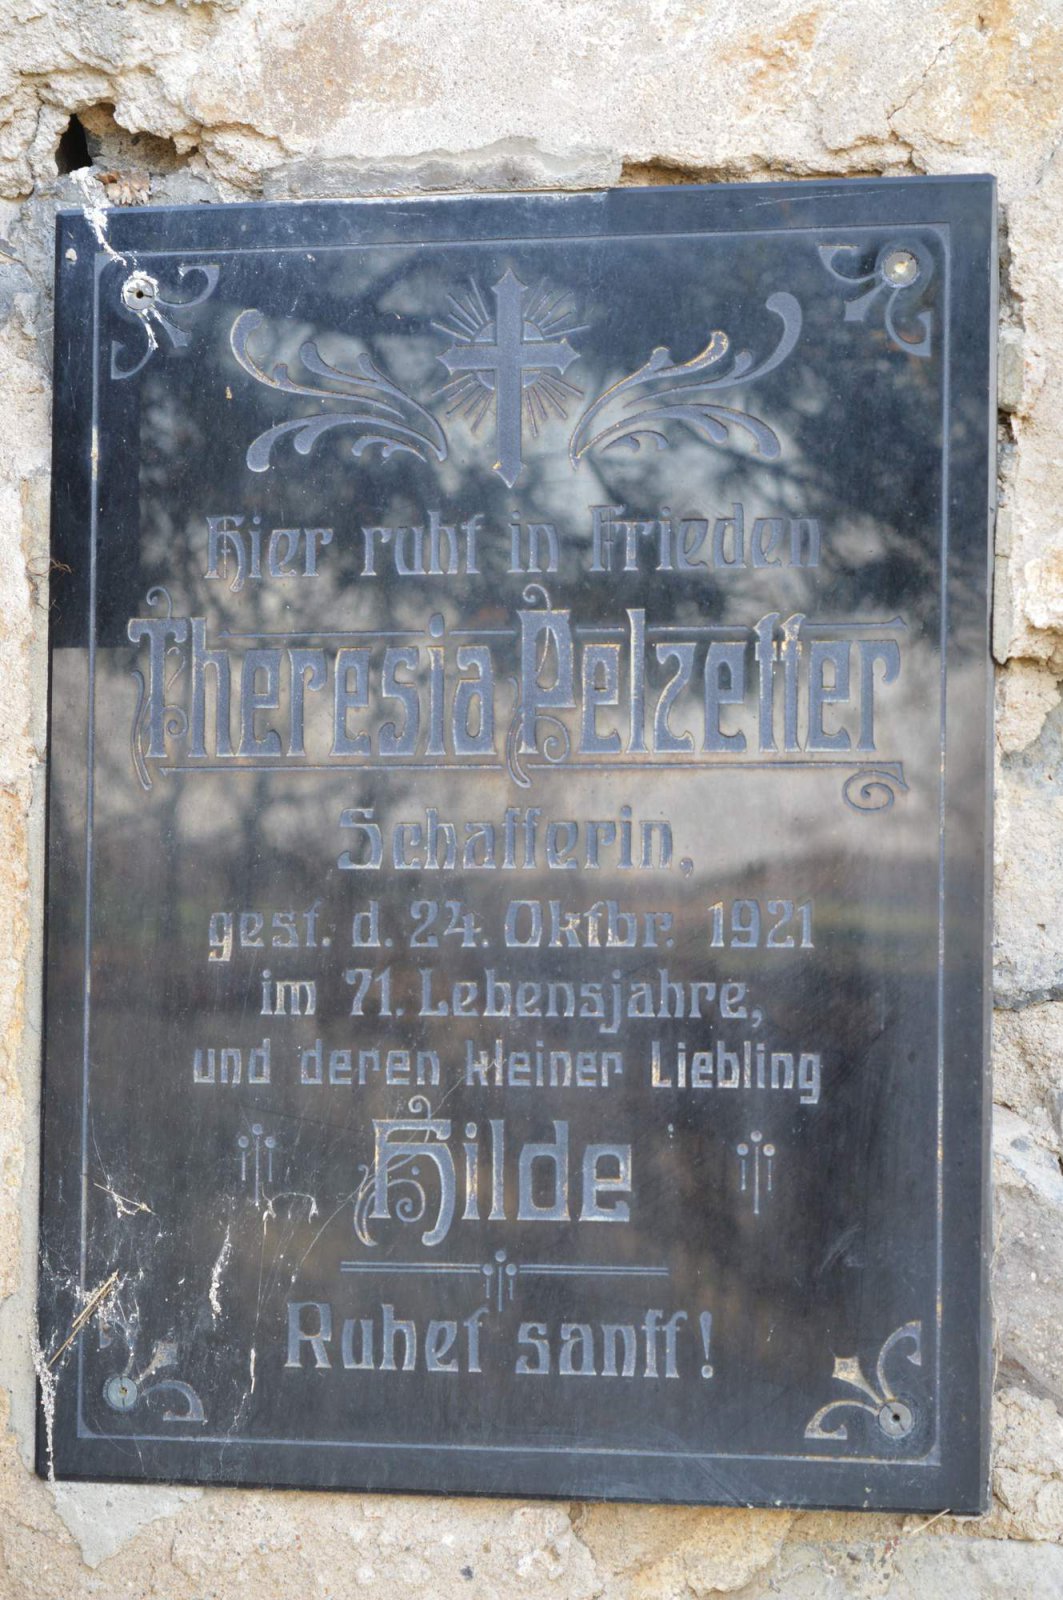 Hier ruht in Frieden
Theresia Pelzetter
Schafferin,
gest. d. 24. Oktbr. 1921
im 71. Lebensjahre,
und deren kleiner Liebling
Hilde
Ruhet sanft!